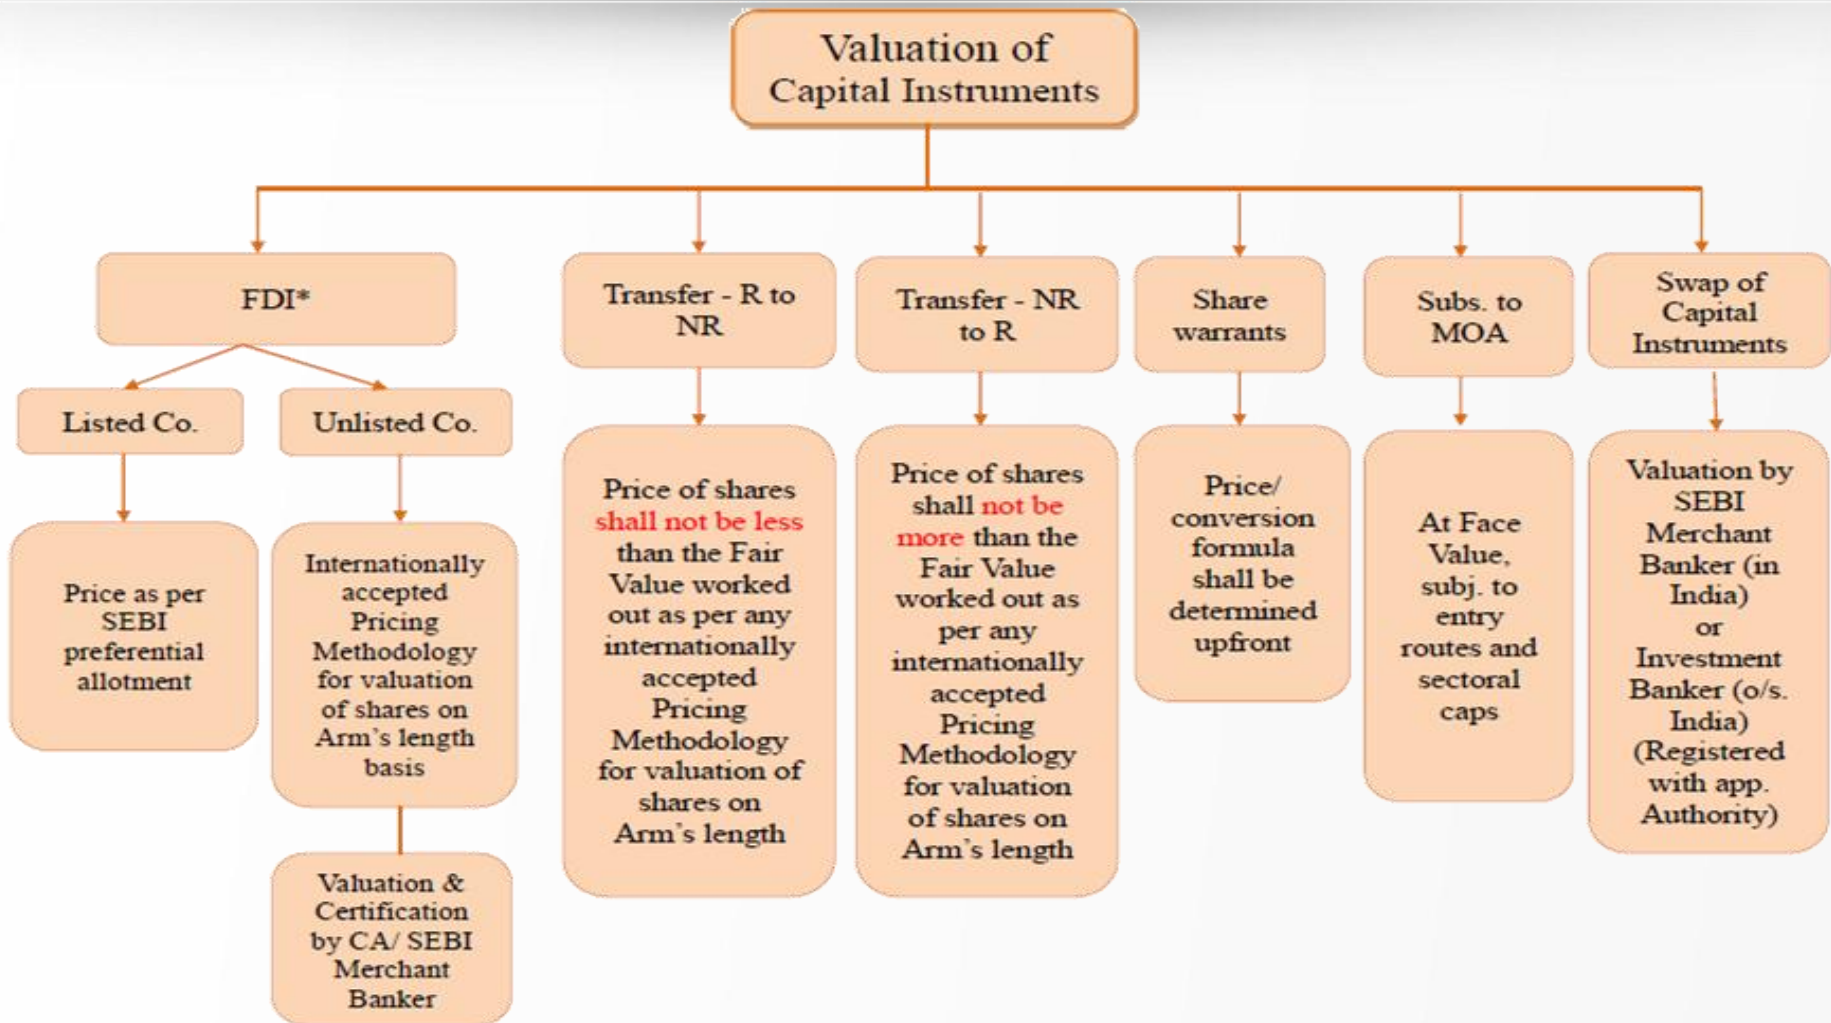 Valuation of
Capital Instruments
FDI*
Listed Co.
Price as per
SEBI
preferential
allotment
Unlisted Co.
Internationally
accepted
Pricing
Methodology
for valuation
of shares on
Arm's length
basis
Valuation &
Certification
by CA/ SEBI
Merchant
Banker
Transfer - R to
NR
Price of shares
shall not be less
than the Fair
Value worked
out as per any
internationally
accepted
Pricing
Methodology
for valuation of
shares on
Arm's length
Transfer - NR
to R
Price of shares
shall not be
more than the
Fair Value
worked out as
per any
internationally
accepted
Pricing
Methodology
for valuation
of shares on
Arm's length
Share
warrants
Price/
conversion
formula
shall be
determined
upfront
Subs. to
MOA
At Face
Value,
subj. to
entry
routes and
sectoral
caps
Swap of
Capital
Instruments
Valuation by
SEBI
Merchant
Banker (in
India)
or
Investment
Banker (o/s.
India)
(Registered
with app.
Authority)